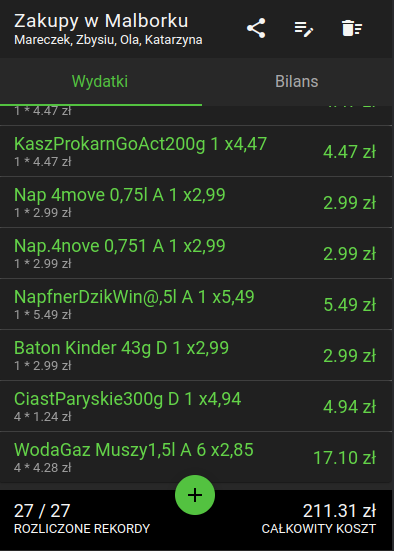 Zakupy w Malborku
Mareczek, Zbysiu, Ola, Katarzyna
Wydatki
Bilans
1 * 4.47 zł
KaszProkarnGoAct200g 1 x4,47
1 * 4.47 zł
4.47 zł
Nap 4move 0,75l A 1 x2,99
1 * 2.99 zł
2.99 zł
Nap.4nove 0,751 A 1 x2,99
1 * 2.99 zł
2.99 zł
NapfnerDzikWin@,5l A 1 x5,49
1 * 5.49 zł
5.49 zł
Baton Kinder 43g D 1 x2,99
1 * 2.99 zł
2.99 zł
CiastParyskie300g D 1 x4,94
4 * 1.24 zł
4.94 zł
WodaGaz Muszy1,5l A 6 x2,85
4 * 4.28 zł
17.10 zł
27 / 27
ROZLICZONE REKORDY
211.31 zł
CAŁKOWITY KOSZT